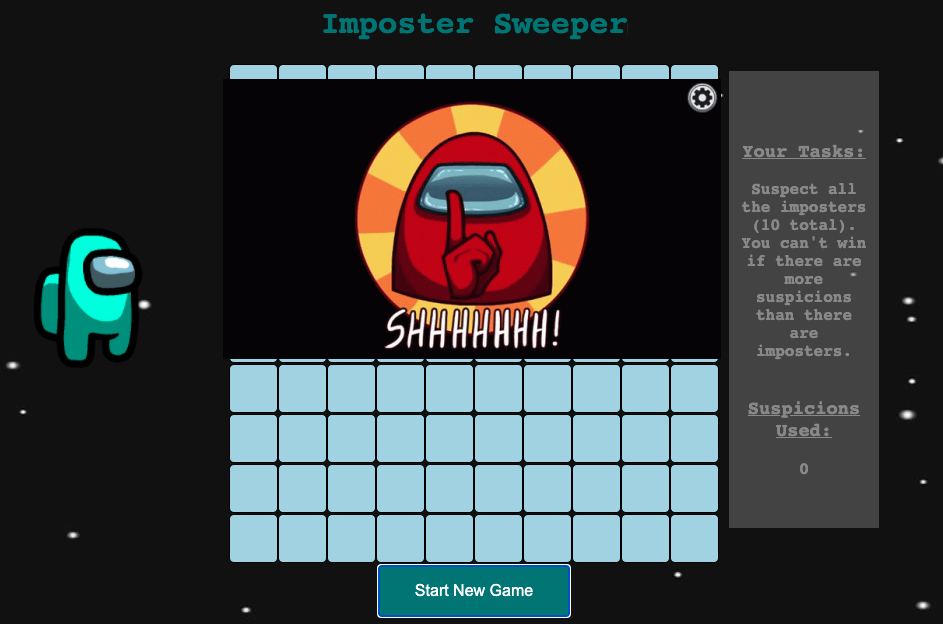 Imposter Sweeper
SHHHHHHH!
Your Tasks:
Suspect all
the imposters
(10 total).
You can't win
if there are
more
suspicions
than there
are
imposters.
Suspicions
Used:
0
Start New Game